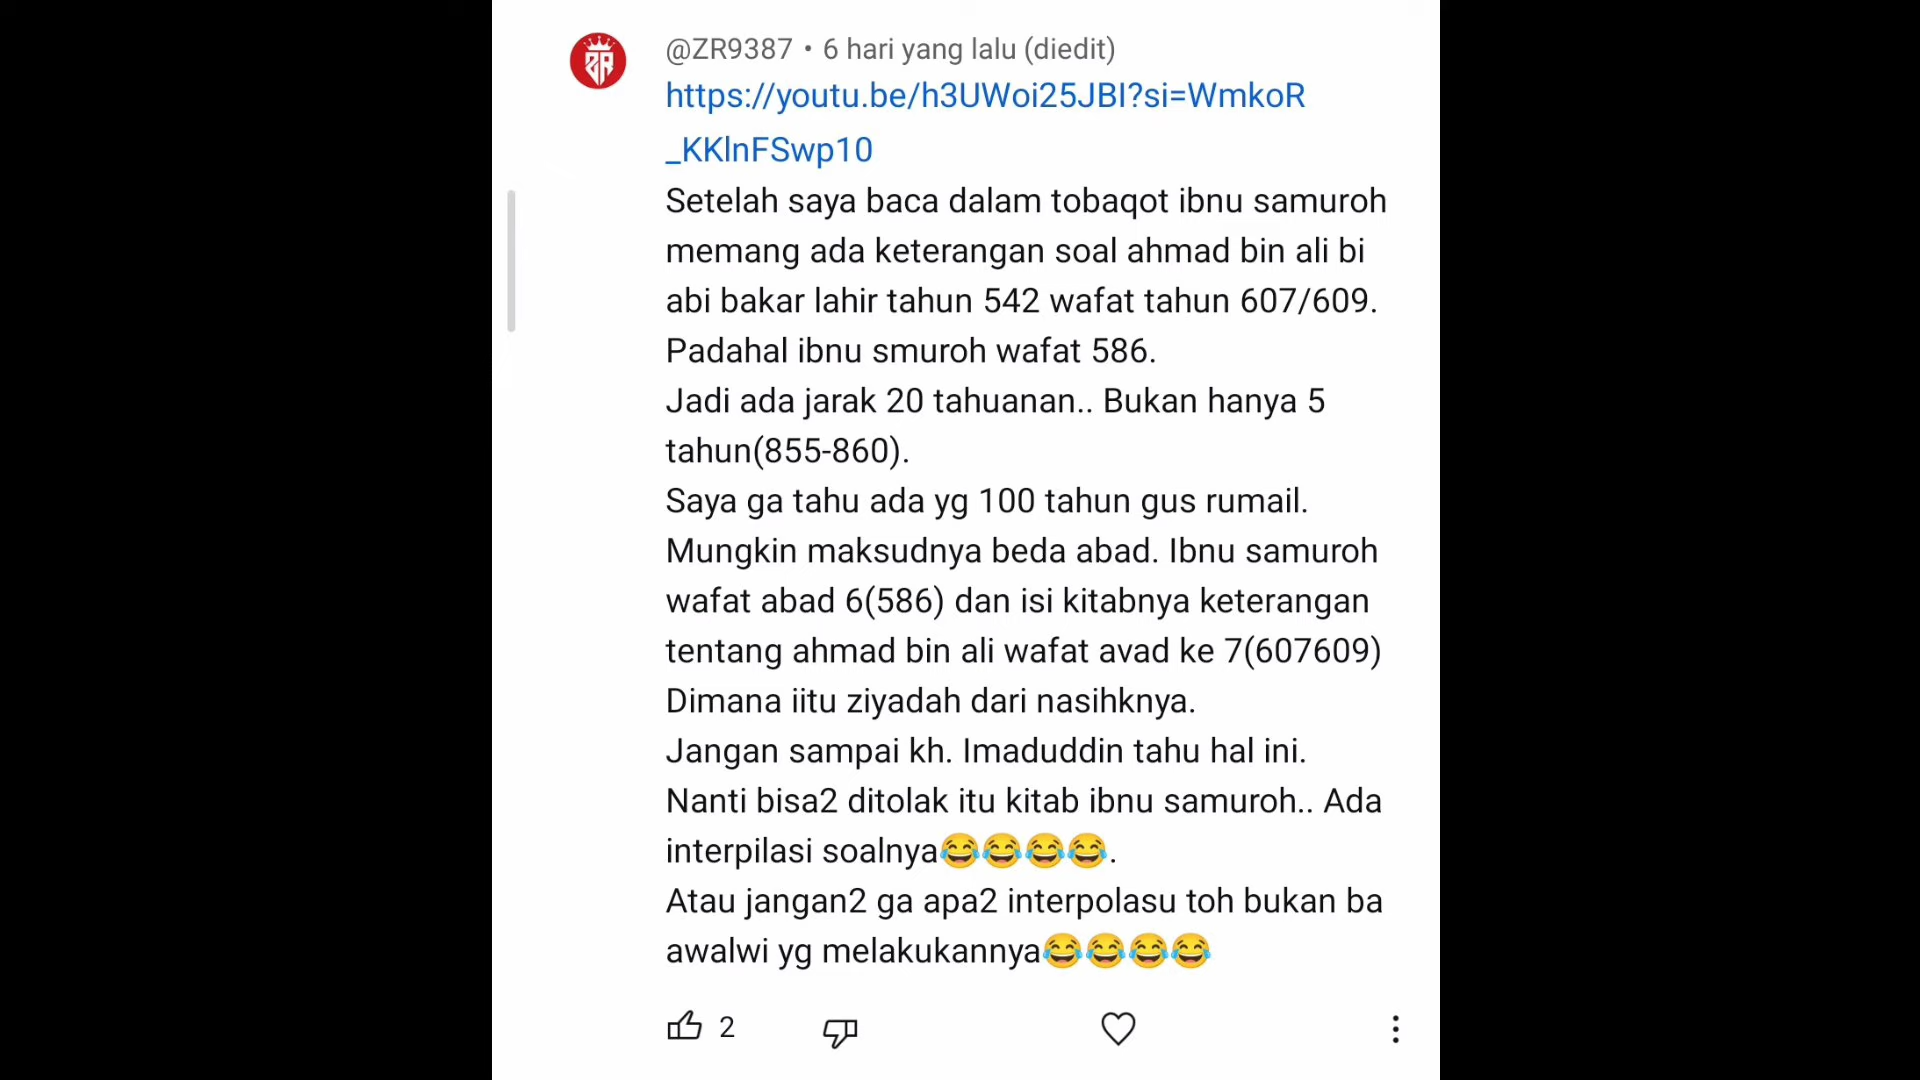 @ZR9387 • 6 hari yang lalu (diedit)
https://youtu.be/h3UWoi25JBI?si=WmkoR
_KKlnFSwp10
Setelah saya baca dalam tobaqot ibnu samuroh
memang ada keterangan soal ahmad bin ali bi
abi bakar lahir tahun 542 wafat tahun 607/609.
Padahal ibnu smuroh wafat 586.
Jadi ada jarak 20 tahuanan.. Bukan hanya 5
tahun(855-860).
Saya ga tahu ada yg 100 tahun gus rumail.
Mungkin maksudnya beda abad. Ibnu samuroh
wafat abad 6(586) dan isi kitabnya keterangan
tentang ahmad bin ali wafat avad ke 7(607609)
Dimana iitu ziyadah dari nasihknya.
Jangan sampai kh. Imaduddin tahu hal ini.
Nanti bisa2 ditolak itu kitab ibnu samuroh.. Ada
interpilasi soalnya😂😂😂😂.
Atau jangan2 ga apa2 interpolasu toh bukan ba
awalwi yg melakukannya😂😂😂😂
2